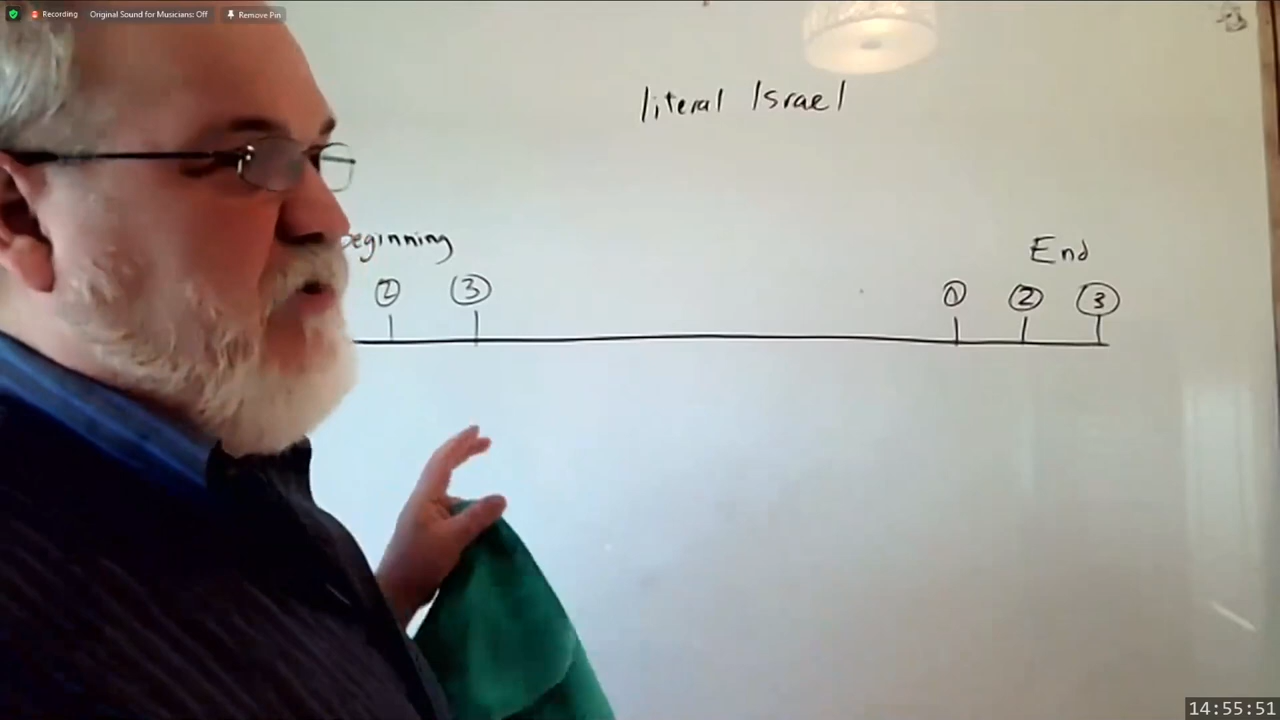 Recording Original Sound for Musicians: Off Remove Pin
literal Israel
beginning End
② ③ ① ② ③
14:55:51